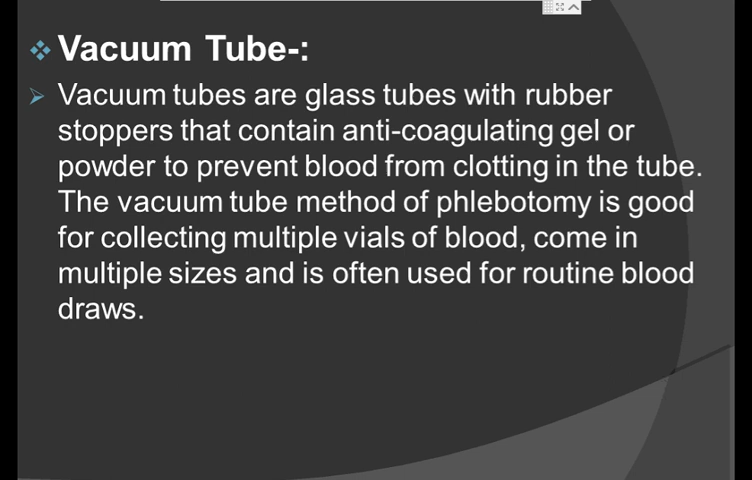 Vacuum Tube-:
Vacuum tubes are glass tubes with rubber
stoppers that contain anti-coagulating gel or
powder to prevent blood from clotting in the tube.
The vacuum tube method of phlebotomy is good
for collecting multiple vials of blood, come in
multiple sizes and is often used for routine blood
draws.